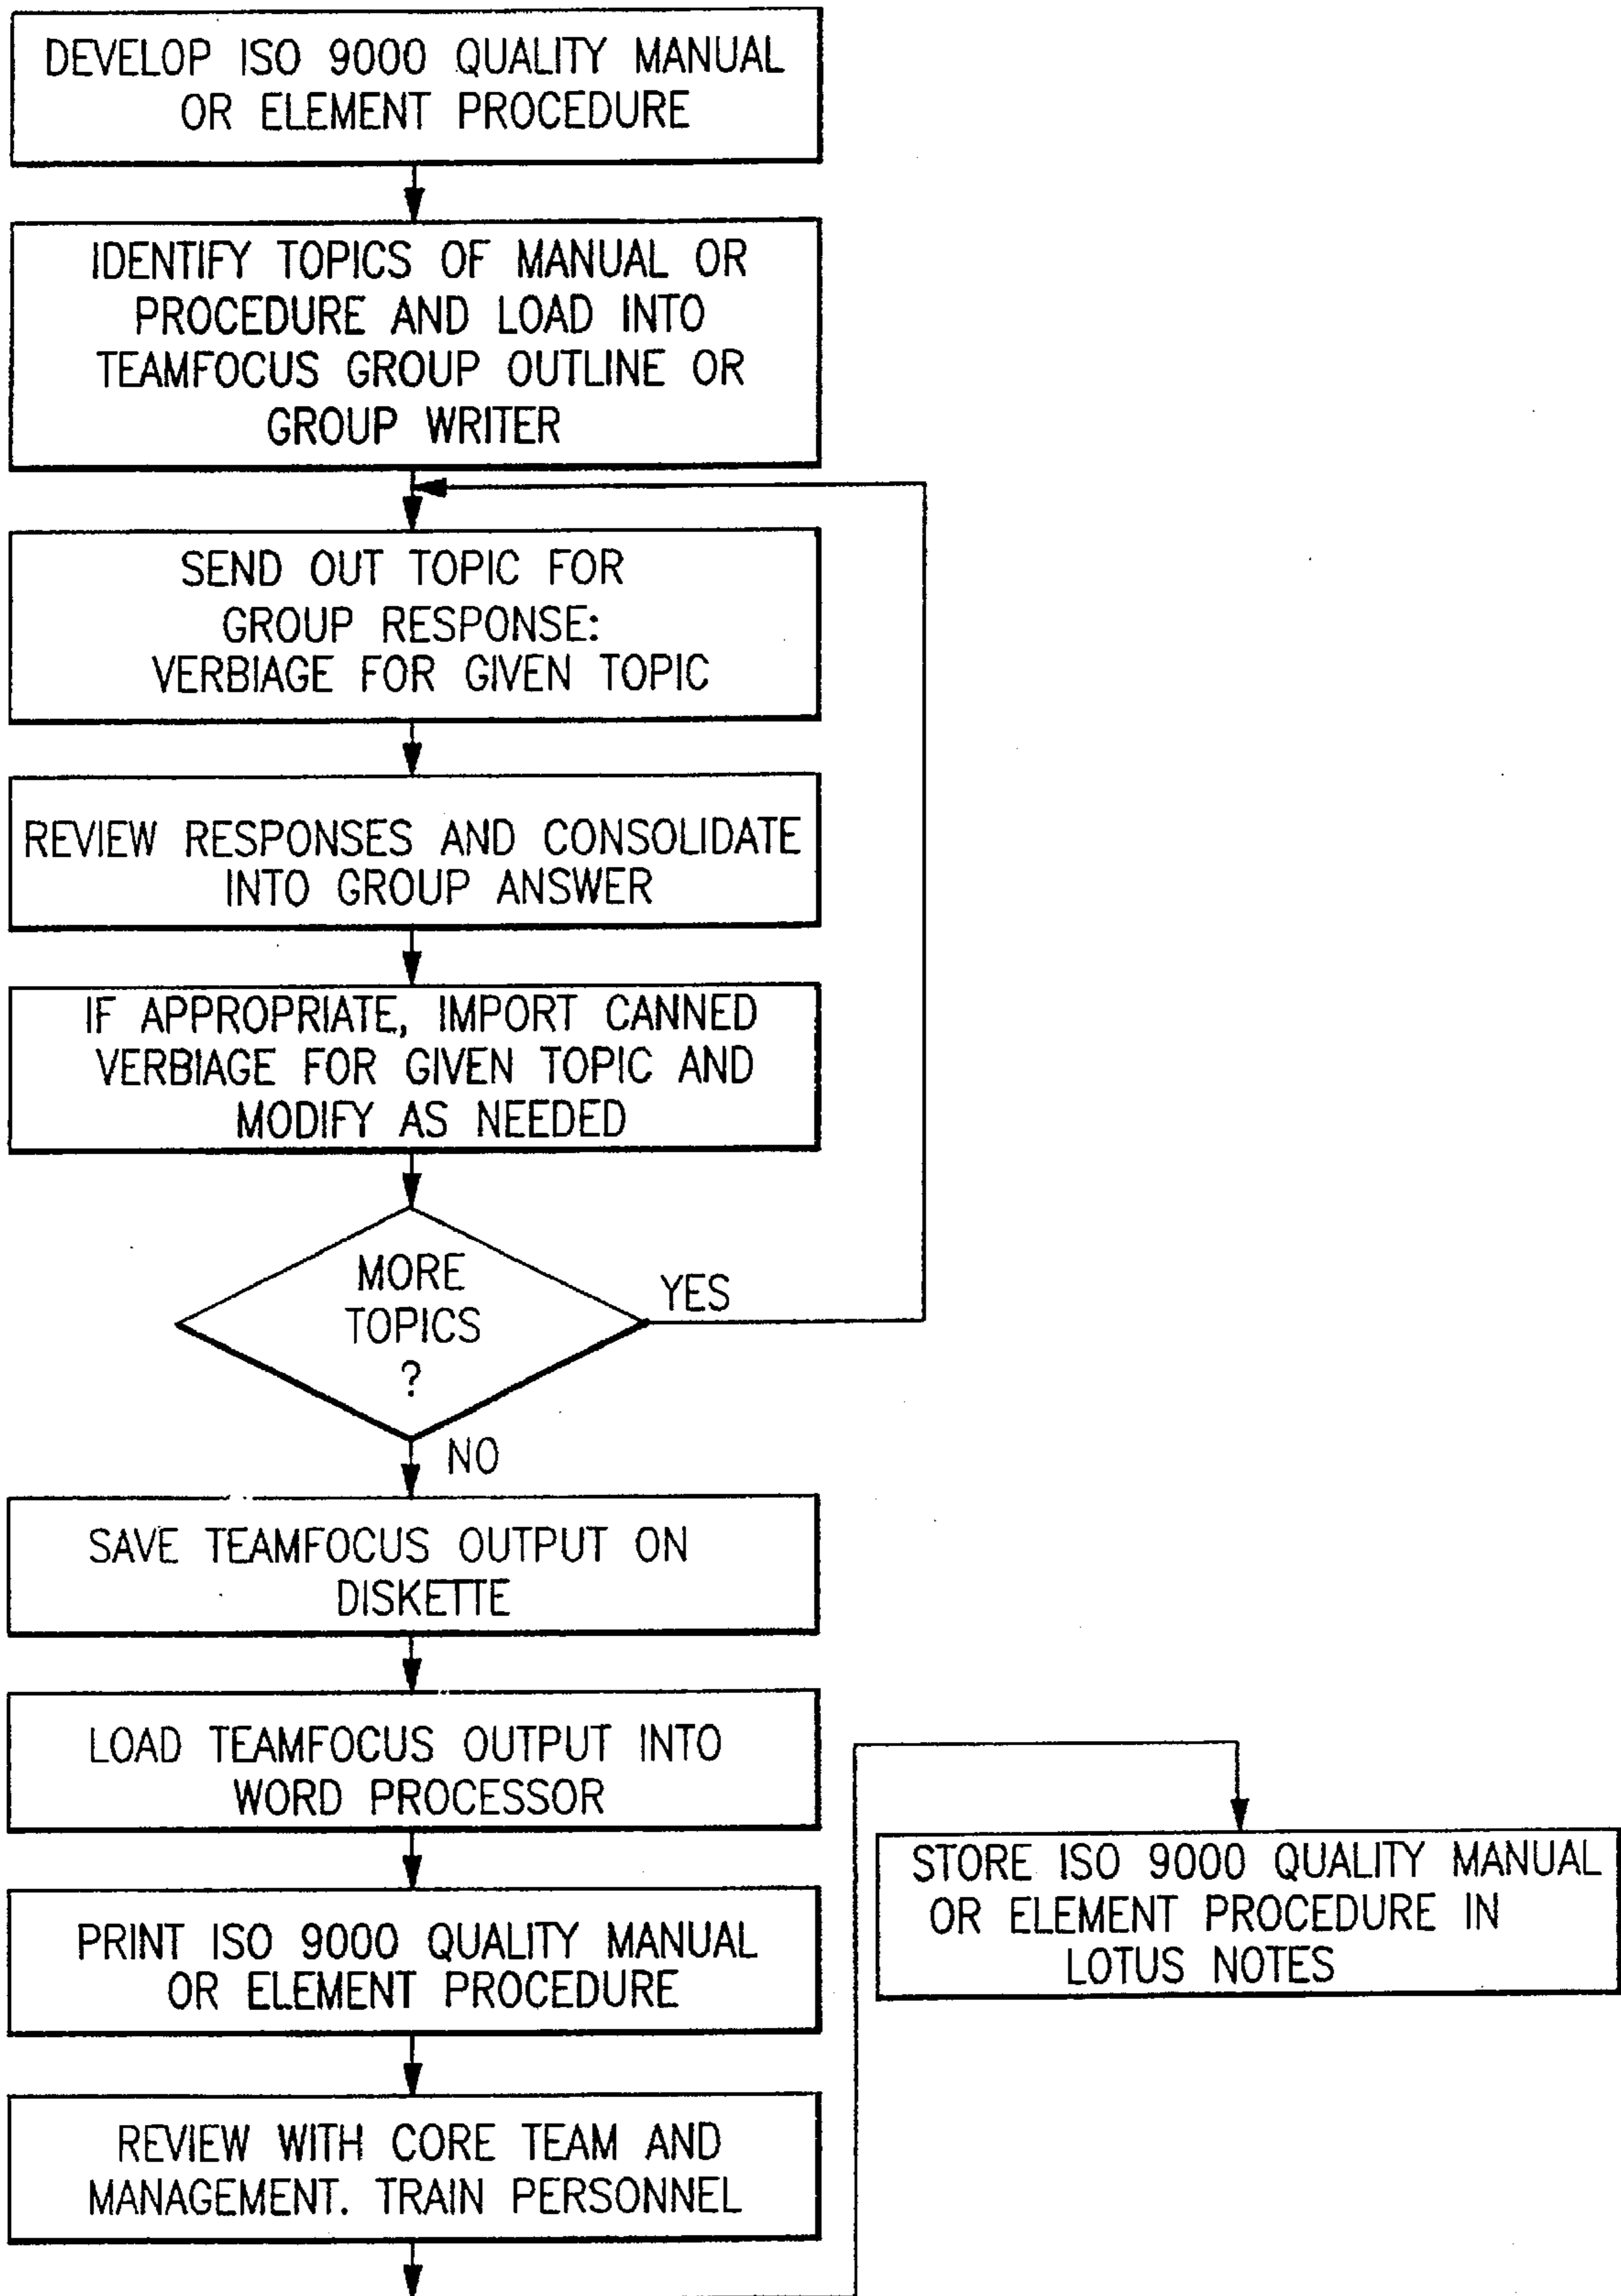 DEVELOP ISO 9000 QUALITY MANUAL
OR ELEMENT PROCEDURE
IDENTIFY TOPICS OF MANUAL OR
PROCEDURE AND LOAD INTO
TEAMFOCUS GROUP OUTLINE OR
GROUP WRITER
SEND OUT TOPIC FOR
GROUP RESPONSE:
VERBIAGE FOR GIVEN TOPIC
REVIEW RESPONSES AND CONSOLIDATE
INTO GROUP ANSWER
IF APPROPRIATE, IMPORT CANNED
VERBIAGE FOR GIVEN TOPIC AND
MODIFY AS NEEDED
MORE
TOPICS
?
YES
NO
SAVE TEAMFOCUS OUTPUT ON
DISKETTE
LOAD TEAMFOCUS OUTPUT INTO
WORD PROCESSOR
PRINT ISO 9000 QUALITY MANUAL
OR ELEMENT PROCEDURE
REVIEW WITH CORE TEAM AND
MANAGEMENT. TRAIN PERSONNEL
STORE ISO 9000 QUALITY MANUAL
OR ELEMENT PROCEDURE IN
LOTUS NOTES